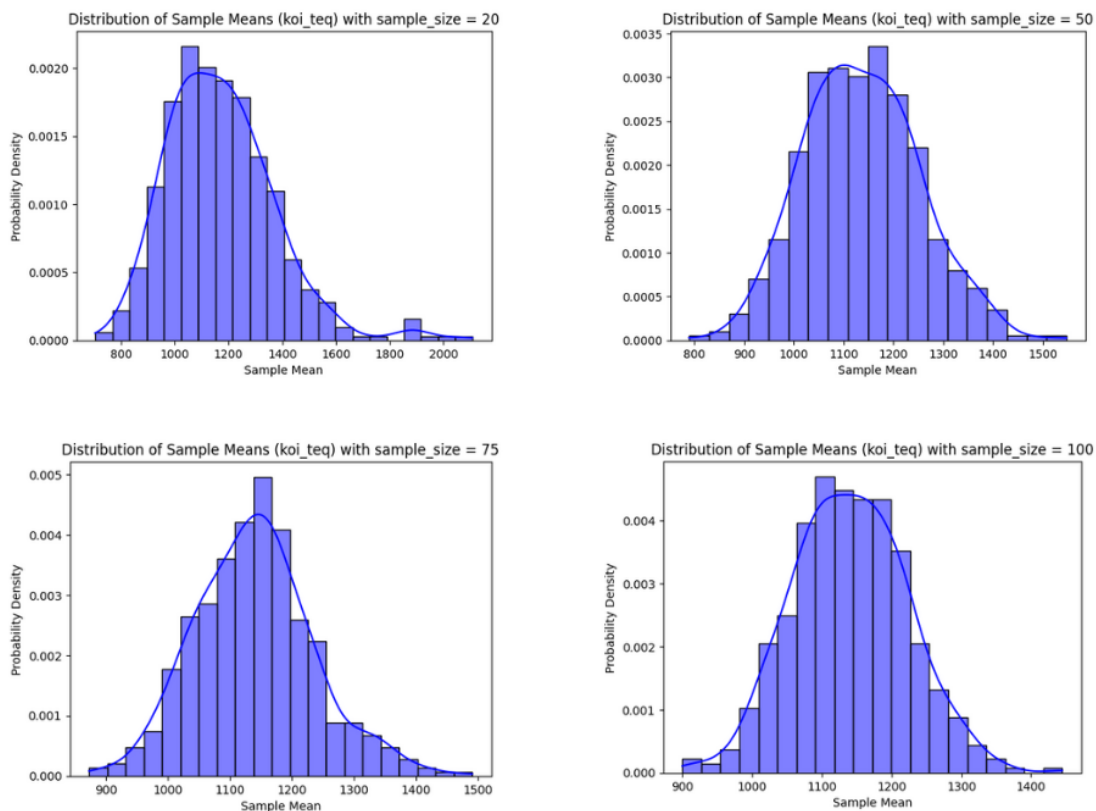 Distribution of Sample Means (koi_teq) with sample_size = 20
0.0020
0.0015
0.0010
0.0005
0.0000
Probability Density
800 1000 1200 1400 1600 1800 2000
Sample Mean
Distribution of Sample Means (koi_teq) with sample_size = 50
0.0035
0.0030
0.0025
0.0020
0.0015
0.0010
0.0005
0.0000
Probability Density
800 900 1000 1100 1200 1300 1400 1500
Sample Mean
Distribution of Sample Means (koi_teq) with sample_size = 75
0.005
0.004
0.003
0.002
0.001
0.000
Probability Density
900 1000 1100 1200 1300 1400 1500
Sample Mean
Distribution of Sample Means (koi_teq) with sample_size = 100
0.004
0.003
0.002
0.001
0.000
Probability Density
900 1000 1100 1200 1300 1400
Sample Mean